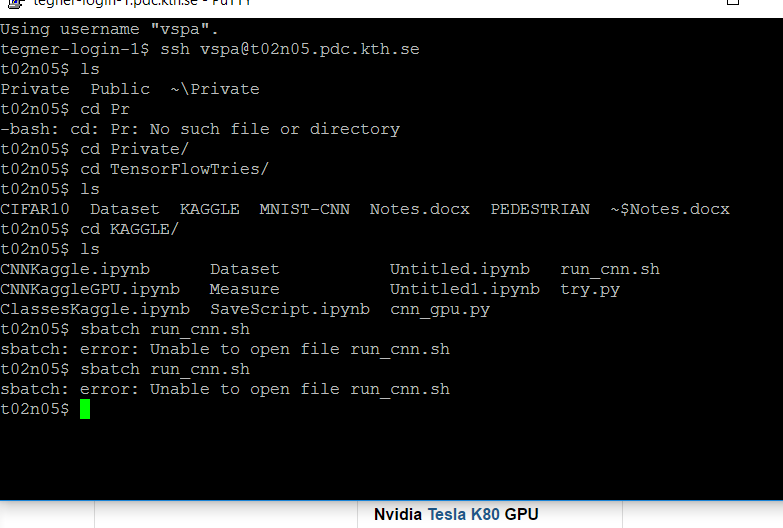 tegner-login-1.pdc.kth.se - PuTTY
Using username "vspa".
tegner-login-1$ ssh vspa@t02n05.pdc.kth.se
t02n05$ ls
Private  Public  ~\Private
t02n05$ cd Pr
-bash: cd: Pr: No such file or directory
t02n05$ cd Private/
t02n05$ cd TensorFlowTries/
t02n05$ ls
CIFAR10  Dataset  KAGGLE  MNIST-CNN  Notes.docx  PEDESTRIAN  ~$Notes.docx
t02n05$ cd KAGGLE/
t02n05$ ls
CNNKaggle.ipynb      Dataset           Untitled.ipynb   run_cnn.sh
CNNKaggleGPU.ipynb   Measure           Untitled1.ipynb  try.py
ClassesKaggle.ipynb  SaveScript.ipynb  cnn_gpu.py
t02n05$ sbatch run_cnn.sh
sbatch: error: Unable to open file run_cnn.sh
t02n05$ sbatch run_cnn.sh
sbatch: error: Unable to open file run_cnn.sh
t02n05$
Nvidia Tesla K80 GPU